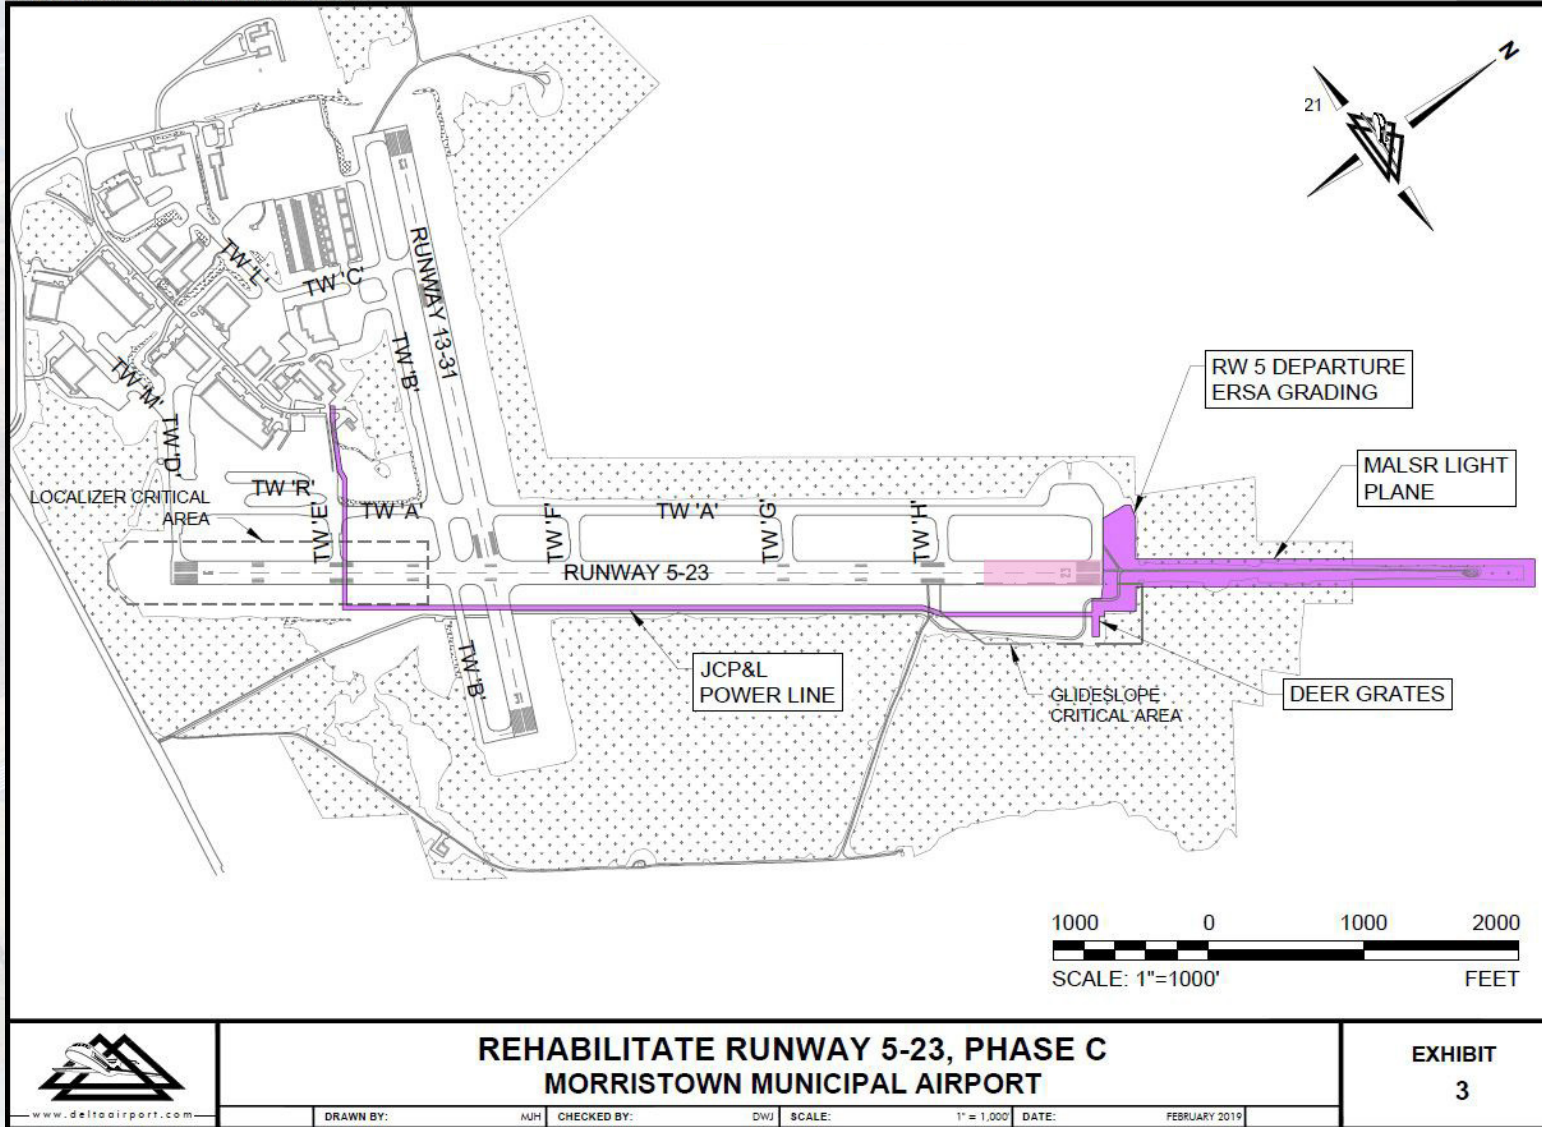 N
21
TW 'L'
TW 'C'
RUNWAY 13-31
TW 'B'
TW 'M'
TW 'D'
RW 5 DEPARTURE
ERSA GRADING
MALSR LIGHT
PLANE
LOCALIZER CRITICAL
AREA
TW 'R'
TW 'E'
TW 'A'
TW 'F'
TW 'A'
TW 'G'
TW 'H'
RUNWAY 5-23
23
TW 'B'
31
JCP&L
POWER LINE
GLIDESLOPE
CRITICAL AREA
DEER GRATES
1000 0 1000 2000
SCALE: 1"=1000' FEET
REHABILITATE RUNWAY 5-23, PHASE C
MORRISTOWN MUNICIPAL AIRPORT
EXHIBIT
3
www.deltaairport.com
DRAWN BY: MJH CHECKED BY: DWJ SCALE: 1" = 1,000' DATE: FEBRUARY 2019